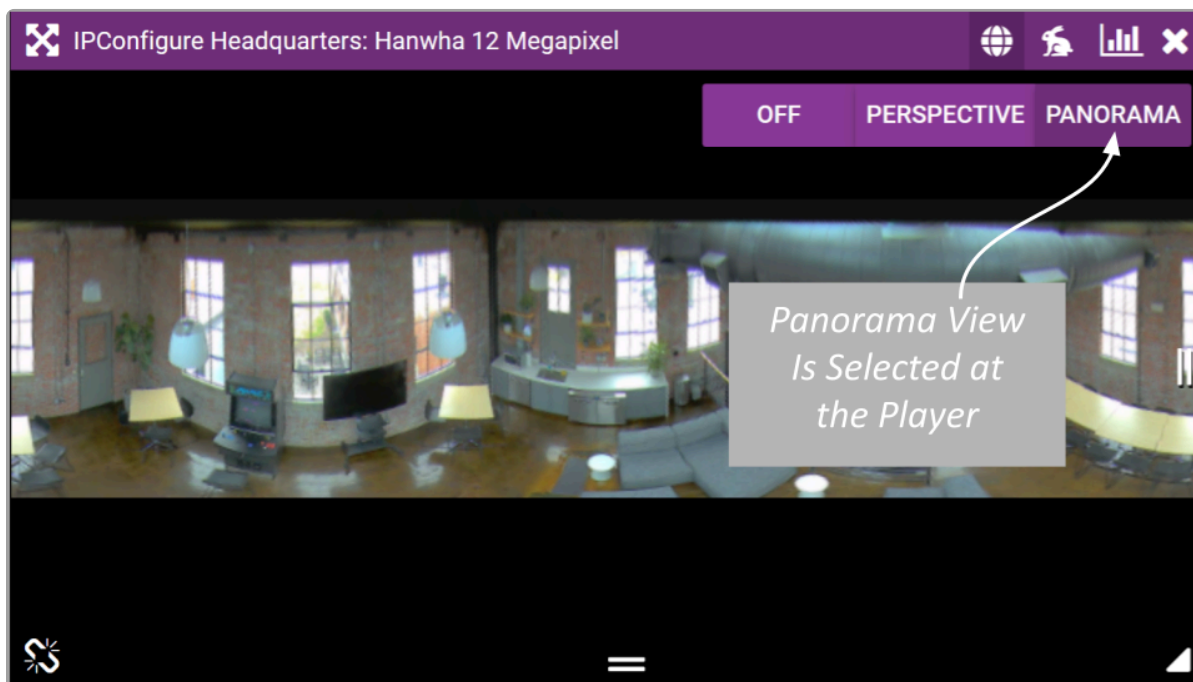 IPConfigure Headquarters: Hanwha 12 Megapixel
OFF PERSPECTIVE PANORAMA
Panorama View
Is Selected at
the Player